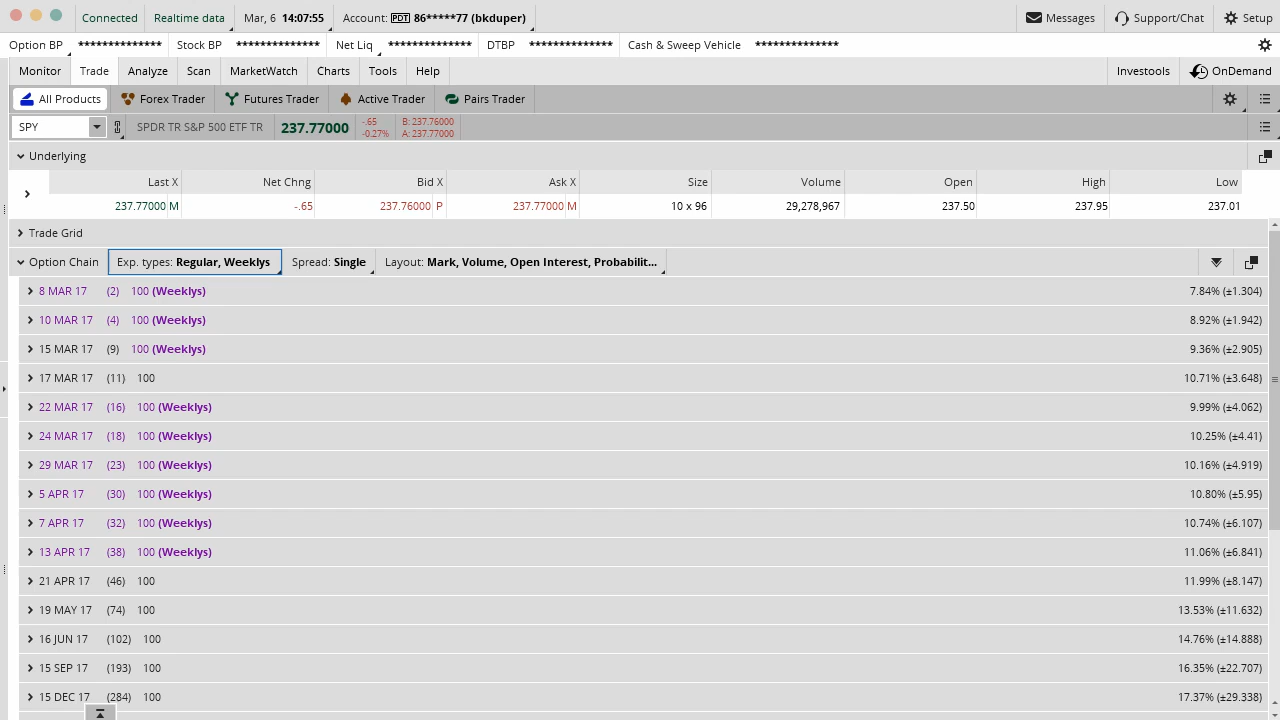 Connected Realtime data Mar, 6 14:07:55 Account: PDT 86*****77 (bkduper) Messages Support/Chat Setup
Option BP ************** Stock BP ************** Net Liq ************** DTBP ************** Cash & Sweep Vehicle **************
Monitor Trade Analyze Scan MarketWatch Charts Tools Help Investools OnDemand
All Products Forex Trader Futures Trader Active Trader Pairs Trader
SPY SPDR TR S&P 500 ETF TR 237.77000 -.65 B: 237.76000
-0.27% A: 237.77000
Underlying
Last X Net Chng Bid X Ask X Size Volume Open High Low
237.77000 M -.65 237.76000 P 237.77000 M 10 x 96 29,278,967 237.50 237.95 237.01
Trade Grid
Option Chain Exp. types: Regular, Weeklys Spread: Single Layout: Mark, Volume, Open Interest, Probabilit...
8 MAR 17 (2) 100 (Weeklys) 7.84% (±1.304)
10 MAR 17 (4) 100 (Weeklys) 8.92% (±1.942)
15 MAR 17 (9) 100 (Weeklys) 9.36% (±2.905)
17 MAR 17 (11) 100 10.71% (±3.648)
22 MAR 17 (16) 100 (Weeklys) 9.99% (±4.062)
24 MAR 17 (18) 100 (Weeklys) 10.25% (±4.41)
29 MAR 17 (23) 100 (Weeklys) 10.16% (±4.919)
5 APR 17 (30) 100 (Weeklys) 10.80% (±5.95)
7 APR 17 (32) 100 (Weeklys) 10.74% (±6.107)
13 APR 17 (38) 100 (Weeklys) 11.06% (±6.841)
21 APR 17 (46) 100 11.99% (±8.147)
19 MAY 17 (74) 100 13.53% (±11.632)
16 JUN 17 (102) 100 14.76% (±14.888)
15 SEP 17 (193) 100 16.35% (±22.707)
15 DEC 17 (284) 100 17.37% (±29.338)